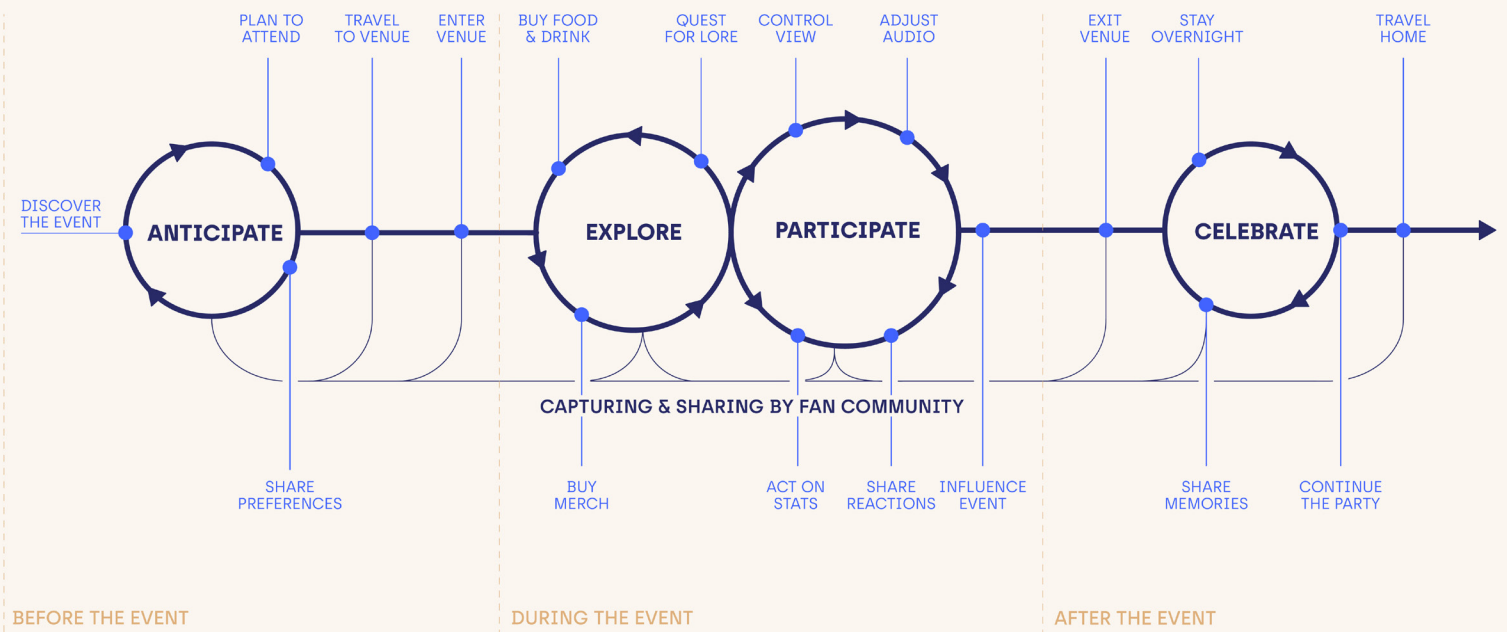 PLAN TO
ATTEND
TRAVEL
TO VENUE
ENTER
VENUE
BUY FOOD
& DRINK
QUEST
FOR LORE
CONTROL
VIEW
ADJUST
AUDIO
EXIT
VENUE
STAY
OVERNIGHT
TRAVEL
HOME
DISCOVER
THE EVENT
ANTICIPATE
EXPLORE
PARTICIPATE
CELEBRATE
CAPTURING & SHARING BY FAN COMMUNITY
SHARE
PREFERENCES
BUY
MERCH
ACT ON
STATS
SHARE
REACTIONS
INFLUENCE
EVENT
SHARE
MEMORIES
CONTINUE
THE PARTY
BEFORE THE EVENT
DURING THE EVENT
AFTER THE EVENT